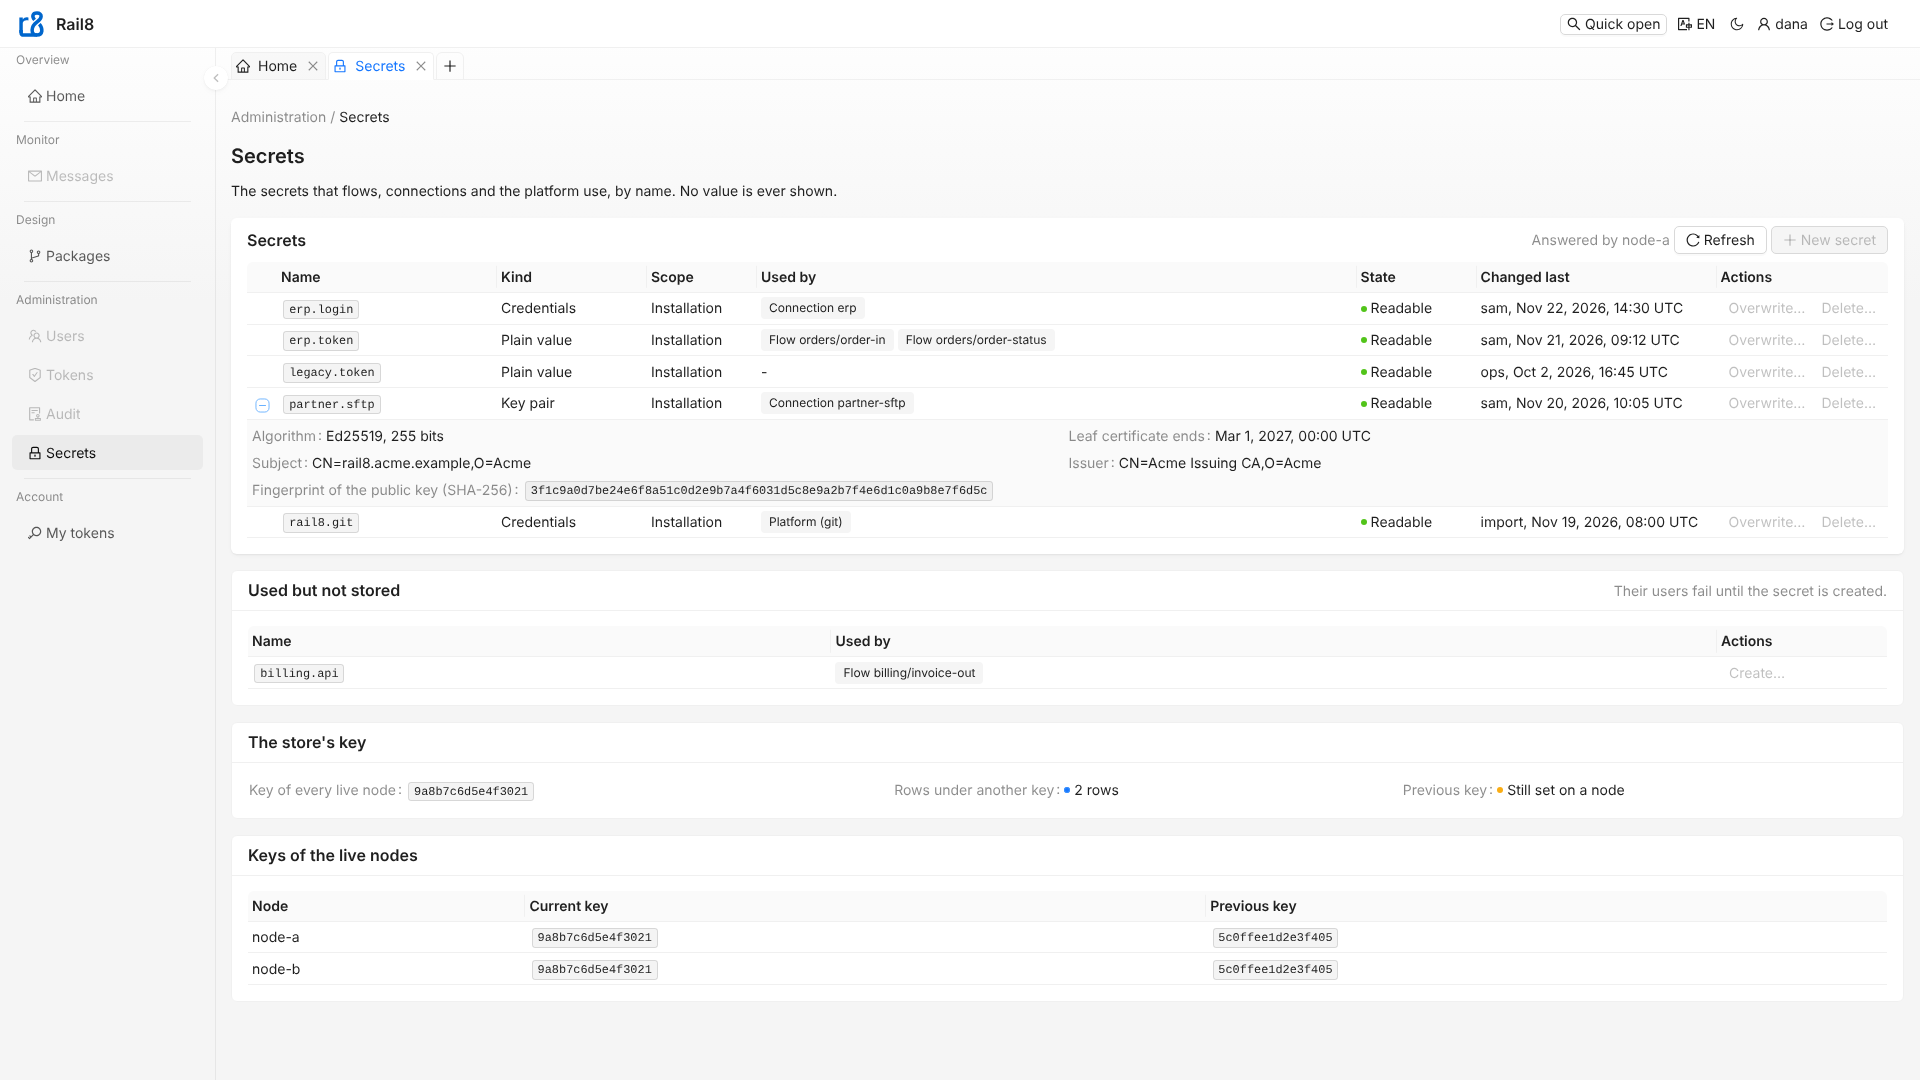 Rail8
Quick open
EN
dana
Log out
Overview
Home
Monitor
Messages
Design
Packages
Administration
Users
Tokens
Audit
Secrets
Account
My tokens
Home
Secrets
Administration / Secrets
Secrets
The secrets that flows, connections and the platform use, by name. No value is ever shown.
Secrets
Answered by node-a Refresh New secret
Name Kind Scope Used by State Changed last Actions
erp.login Credentials Installation Connection erp Readable sam, Nov 22, 2026, 14:30 UTC Overwrite... Delete...
erp.token Plain value Installation Flow orders/order-in Flow orders/order-status Readable sam, Nov 21, 2026, 09:12 UTC Overwrite... Delete...
legacy.token Plain value Installation - Readable ops, Oct 2, 2026, 16:45 UTC Overwrite... Delete...
partner.sftp Key pair Installation Connection partner-sftp Readable sam, Nov 20, 2026, 10:05 UTC Overwrite... Delete...
Algorithm: Ed25519, 255 bits Leaf certificate ends: Mar 1, 2027, 00:00 UTC
Subject: CN=rail8.acme.example,O=Acme Issuer: CN=Acme Issuing CA,O=Acme
Fingerprint of the public key (SHA-256): 3f1c9a0d7be24e6f8a51c0d2e9b7a4f6031d5c8e9a2b7f4e6d1c0a9b8e7f6d5c
rail8.git Credentials Installation Platform (git) Readable import, Nov 19, 2026, 08:00 UTC Overwrite... Delete...
Used but not stored Their users fail until the secret is created.
Name Used by Actions
billing.api Flow billing/invoice-out Create...
The store's key
Key of every live node: 9a8b7c6d5e4f3021 Rows under another key: 2 rows Previous key: Still set on a node
Keys of the live nodes
Node Current key Previous key
node-a 9a8b7c6d5e4f3021 5c0ffee1d2e3f405
node-b 9a8b7c6d5e4f3021 5c0ffee1d2e3f405